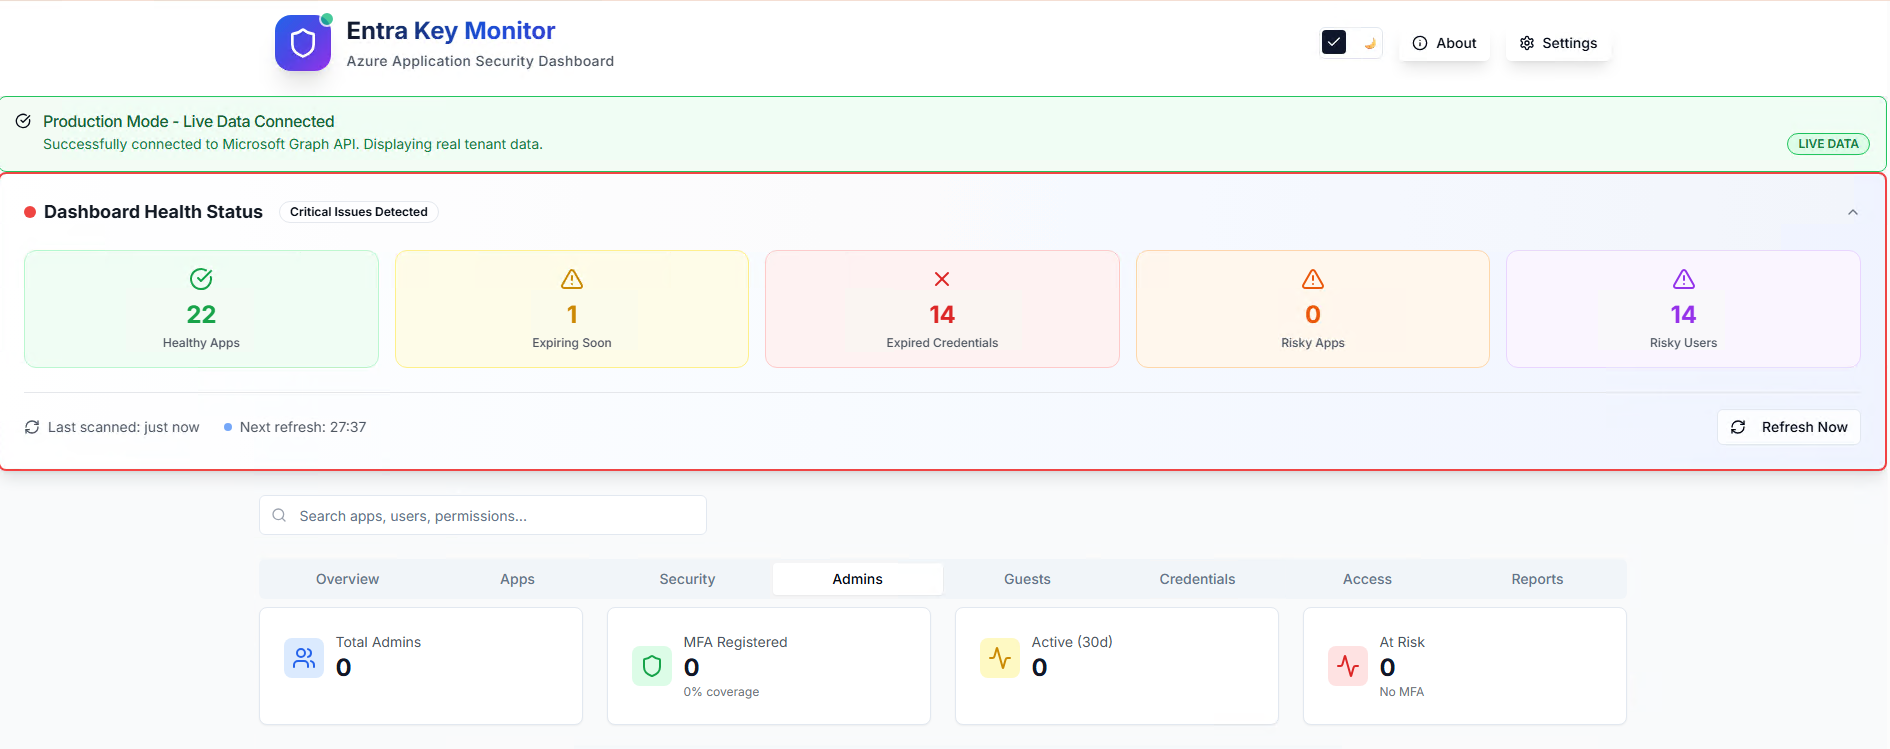 Entra Key Monitor
Azure Application Security Dashboard
About
Settings
Production Mode - Live Data Connected
Successfully connected to Microsoft Graph API. Displaying real tenant data.
LIVE DATA
Dashboard Health Status
Critical Issues Detected
22
Healthy Apps
1
Expiring Soon
14
Expired Credentials
0
Risky Apps
14
Risky Users
Last scanned: just now
Next refresh: 27:37
Refresh Now
Search apps, users, permissions...
Overview
Apps
Security
Admins
Guests
Credentials
Access
Reports
Total Admins
0
MFA Registered
0
0% coverage
Active (30d)
0
At Risk
0
No MFA